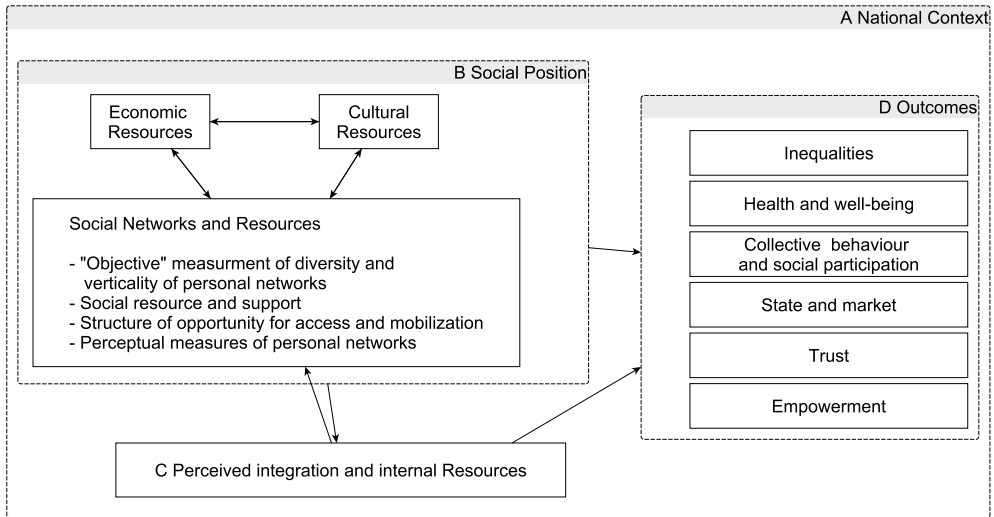 A National Context
B Social Position
Economic
Resources
Cultural
Resources
Social Networks and Resources
- "Objective" measurment of diversity and
verticality of personal networks
- Social resource and support
- Structure of opportunity for access and mobilization
- Perceptual measures of personal networks
C Perceived integration and internal Resources
D Outcomes
Inequalities
Health and well-being
Collective behaviour
and social participation
State and market
Trust
Empowerment